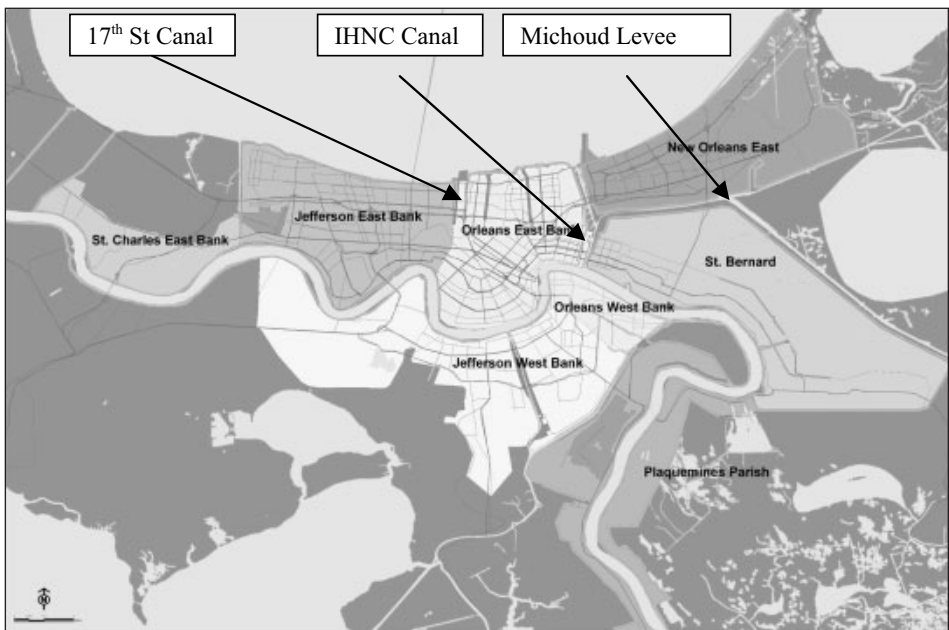 17th St Canal
IHNC Canal
Michoud Levee
New Orleans East
Jefferson East Bank
Orleans East Bank
St. Charles East Bank
St. Bernard
Orleans West Bank
Jefferson West Bank
Plaquemines Parish
N